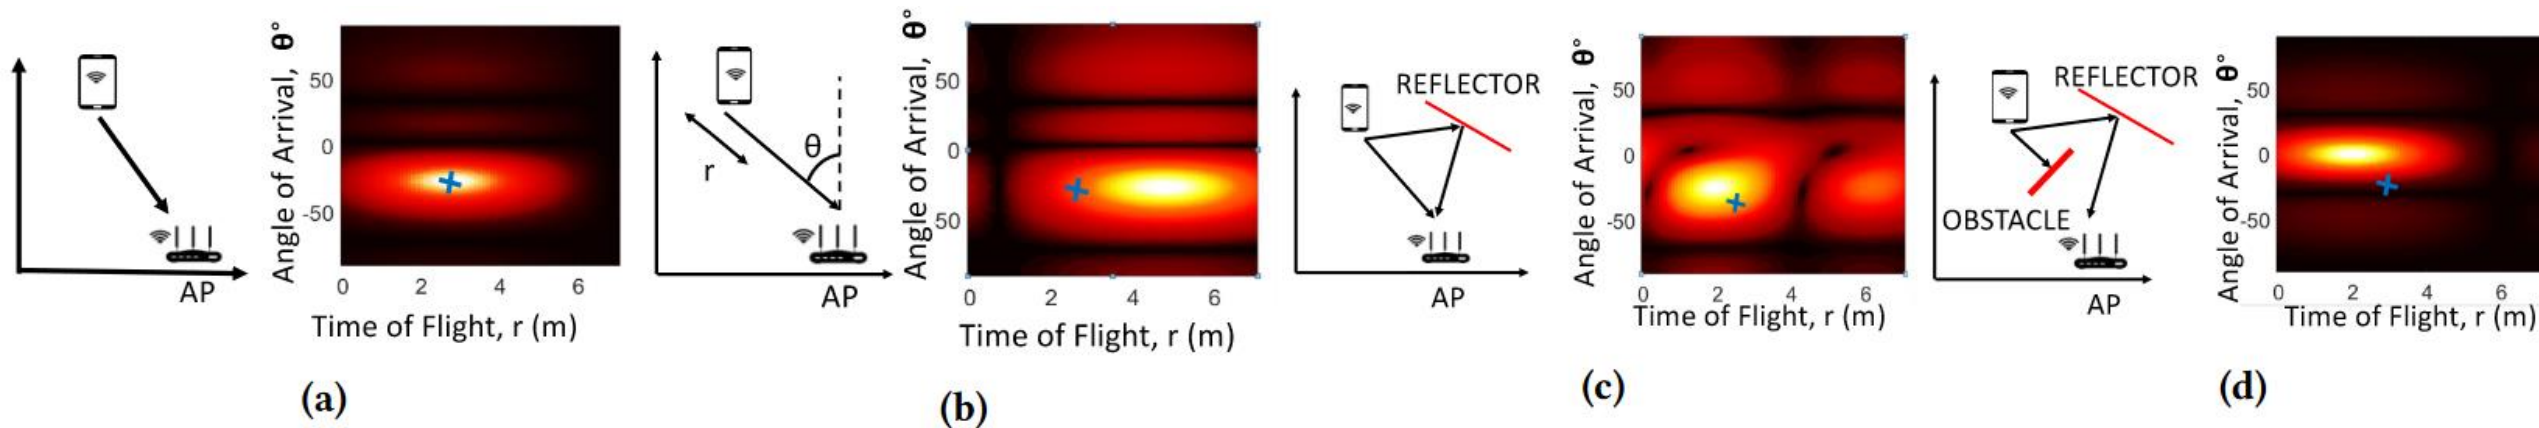 Angle of Arrival, θ°
50
0
-50
0 2 4 6
Time of Flight, r (m)
AP
(a)
r
θ
AP
Angle of Arrival, θ°
50
0
50
0 2 4 6
Time of Flight, r (m)
(b)
REFLECTOR
AP
Angle of Arrival, θ°
50
0
-50
0 2 4 6
Time of Flight, r (m)
(c)
REFLECTOR
OBSTACLE
AP
Angle of Arrival, θ°
50
0
-50
0 2 4 6
Time of Flight, r (m)
(d)